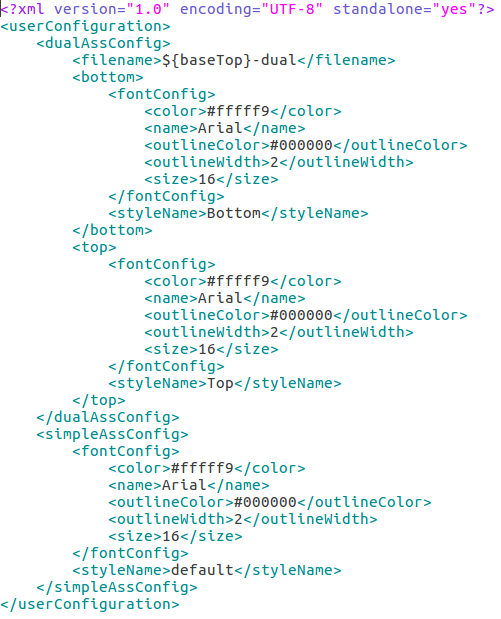 <?xml version="1.0" encoding="UTF-8" standalone="yes"?>
<userConfiguration>
    <dualAssConfig>
        <filename>${baseTop}-dual</filename>
        <bottom>
            <fontConfig>
                <color>#fffff9</color>
                <name>Arial</name>
                <outlineColor>#000000</outlineColor>
                <outlineWidth>2</outlineWidth>
                <size>16</size>
            </fontConfig>
            <styleName>Bottom</styleName>
        </bottom>
        <top>
            <fontConfig>
                <color>#fffff9</color>
                <name>Arial</name>
                <outlineColor>#000000</outlineColor>
                <outlineWidth>2</outlineWidth>
                <size>16</size>
            </fontConfig>
            <styleName>Top</styleName>
        </top>
    </dualAssConfig>
    <simpleAssConfig>
        <fontConfig>
            <color>#fffff9</color>
            <name>Arial</name>
            <outlineColor>#000000</outlineColor>
            <outlineWidth>2</outlineWidth>
            <size>16</size>
        </fontConfig>
        <styleName>default</styleName>
    </simpleAssConfig>
</userConfiguration>